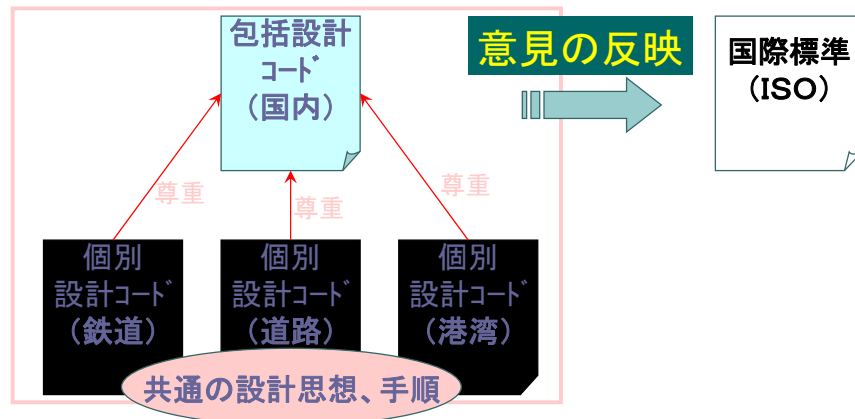 包括設計
コード
（国内）
意見の反映
国際標準
（ISO）
尊重
尊重
尊重
個別
設計コード
（鉄道）
個別
設計コード
（道路）
個別
設計コード
（港湾）
共通の設計思想、手順